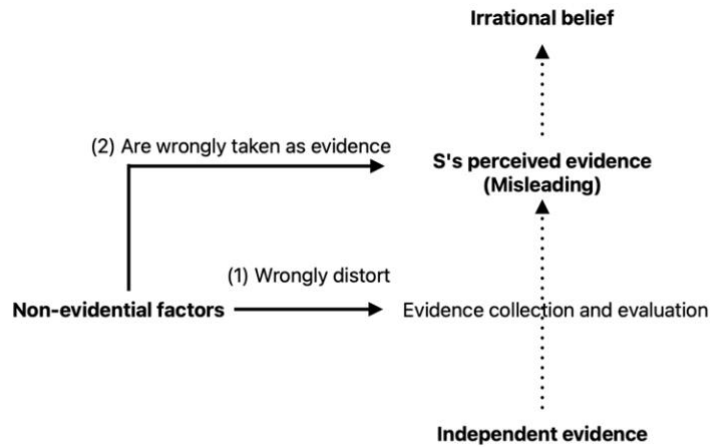 Irrational belief
(2) Are wrongly taken as evidence
S's perceived evidence
(Misleading)
(1) Wrongly distort
Non-evidential factors
Evidence collection and evaluation
Independent evidence